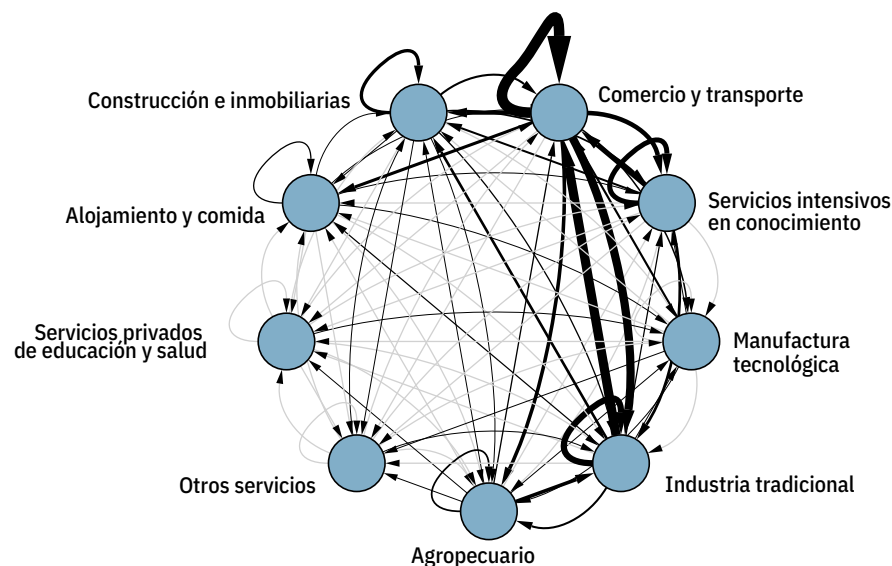 Construcción e inmobiliarias
Comercio y transporte
Alojamiento y comida
Servicios intensivos
en conocimiento
Servicios privados
de educación y salud
Manufactura
tecnológica
Otros servicios
Industria tradicional
Agropecuario